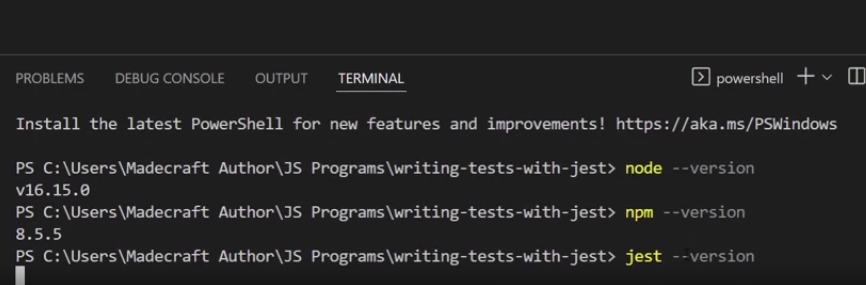 PROBLEMS DEBUG CONSOLE OUTPUT TERMINAL powershell
Install the latest PowerShell for new features and improvements! https://aka.ms/PSWindows
PS C:\Users\Madecraft Author\JS Programs\writing-tests-with-jest> node --version
v16.15.0
PS C:\Users\Madecraft Author\JS Programs\writing-tests-with-jest> npm --version
8.5.5
PS C:\Users\Madecraft Author\JS Programs\writing-tests-with-jest> jest --version